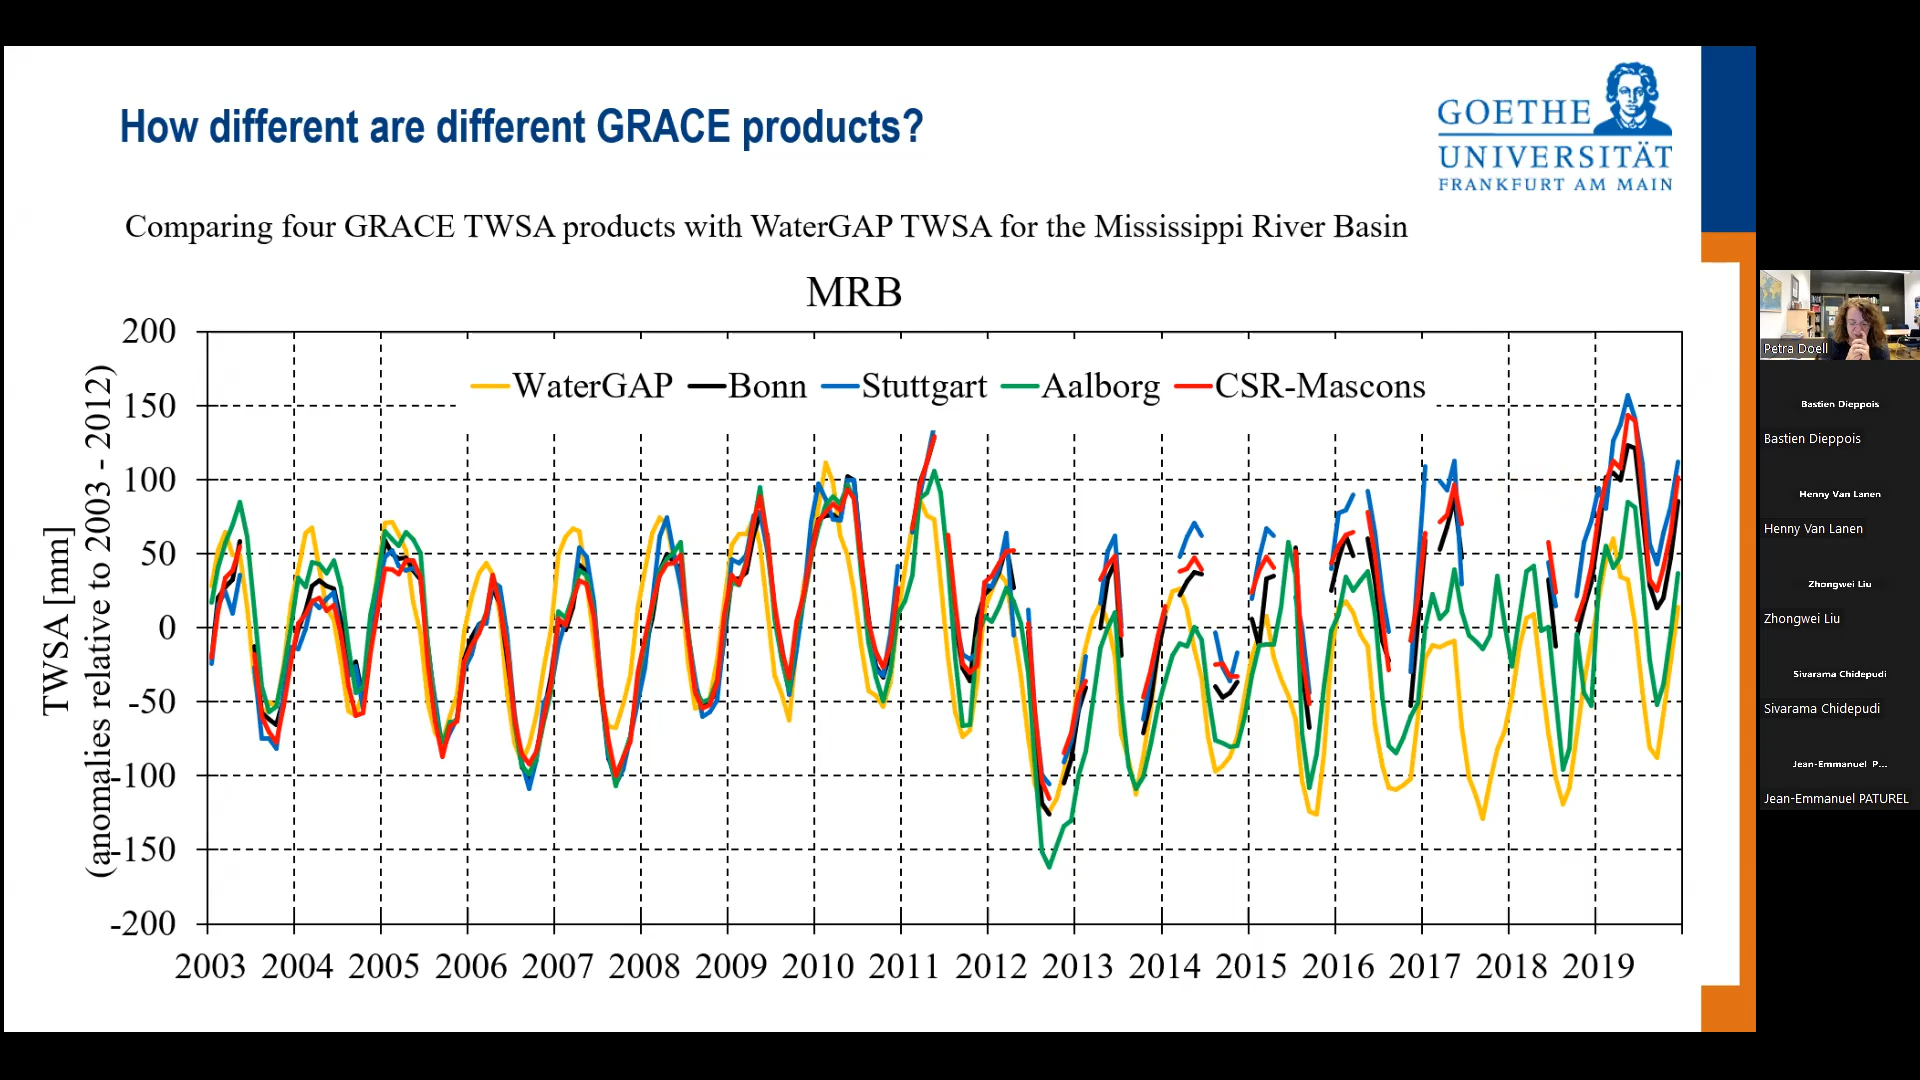 How different are different GRACE products?
GOETHE
UNIVERSITÄT
FRANKFURT AM MAIN
Comparing four GRACE TWSA products with WaterGAP TWSA for the Mississippi River Basin
MRB
WaterGAP Bonn Stuttgart Aalborg CSR-Mascons
TWSA [mm]
(anomalies relative to 2003 - 2012)
200
150
100
50
0
-50
-100
-150
-200
2003 2004 2005 2006 2007 2008 2009 2010 2011 2012 2013 2014 2015 2016 2017 2018 2019
Petra Doell
Bastien Dieppois
Bastien Dieppois
Henny Van Lanen
Henny Van Lanen
Zhongwei Liu
Zhongwei Liu
Sivarama Chidepudi
Sivarama Chidepudi
Jean-Emmanuel P...
Jean-Emmanuel PATUREL